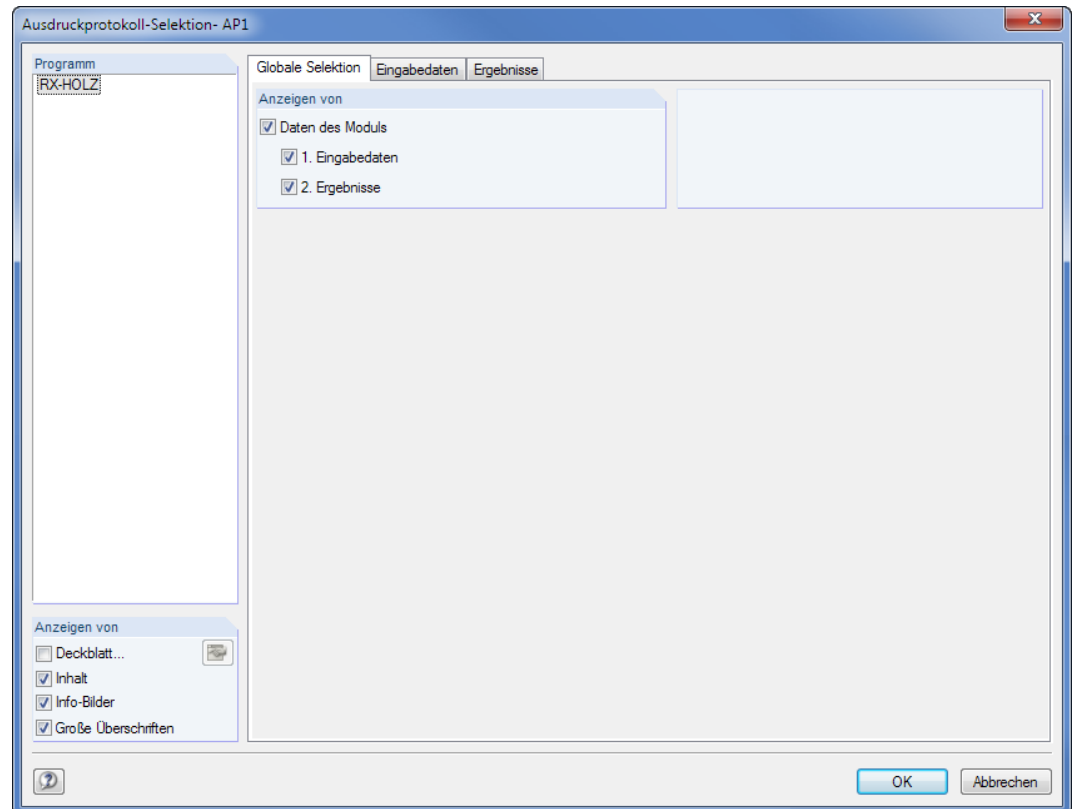 Ausdruckprotokoll-Selektion- AP1
Programm
RX-HOLZ
Globale Selektion
Eingabedaten
Ergebnisse
Anzeigen von
Daten des Moduls
1. Eingabedaten
2. Ergebnisse
Anzeigen von
Deckblatt...
Inhalt
Info-Bilder
Große Überschriften
OK
Abbrechen